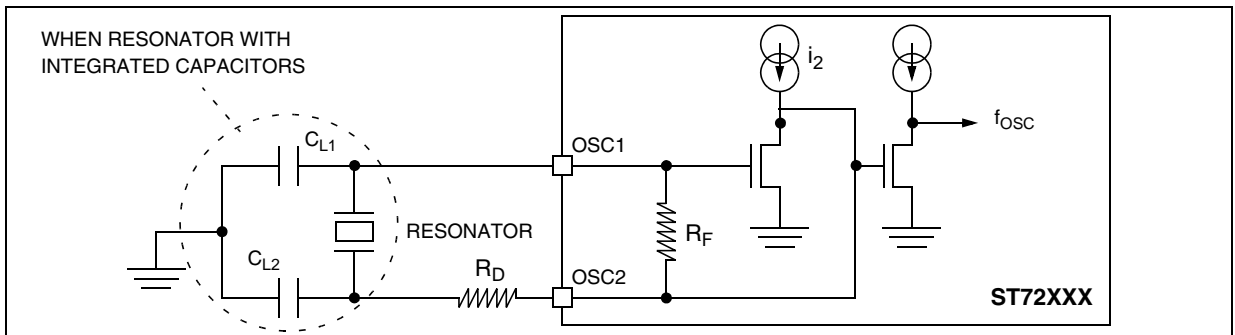 WHEN RESONATOR WITH
INTEGRATED CAPACITORS
i2
fOSC
CL1
OSC1
RESONATOR
RF
CL2
RD
OSC2
ST72XXX